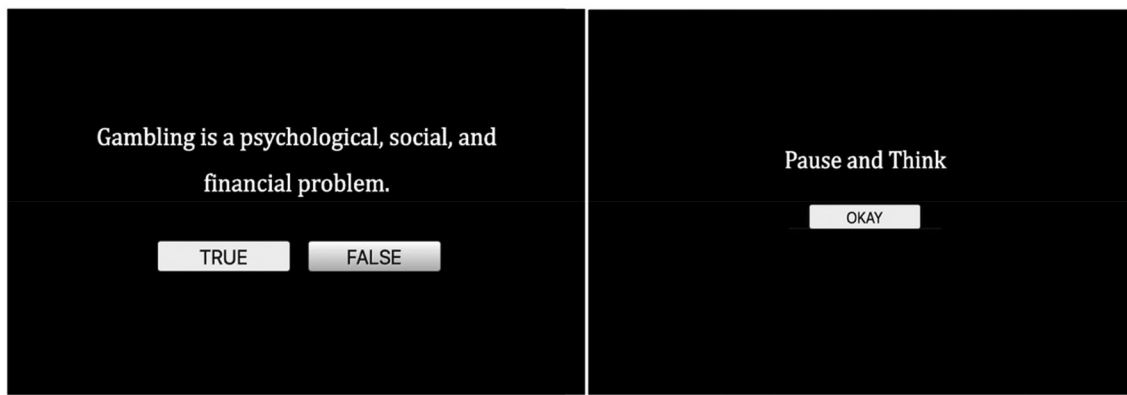 Gambling is a psychological, social, and
financial problem.
TRUE FALSE
Pause and Think
OKAY